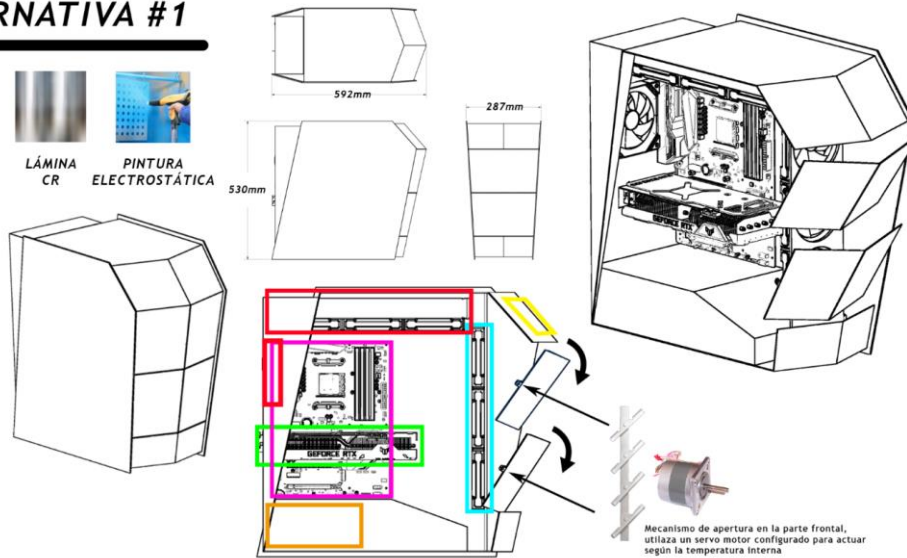 RNATIVA #1
592mm
287mm
LÁMINA
CR
PINTURA
ELECTROSTÁTICA
530mm
GEFORCE RTX
GEFORCE RTX
Mecanismo de apertura en la parte frontal,
utilaza un servo motor configurado para actuar
según la temperatura interna